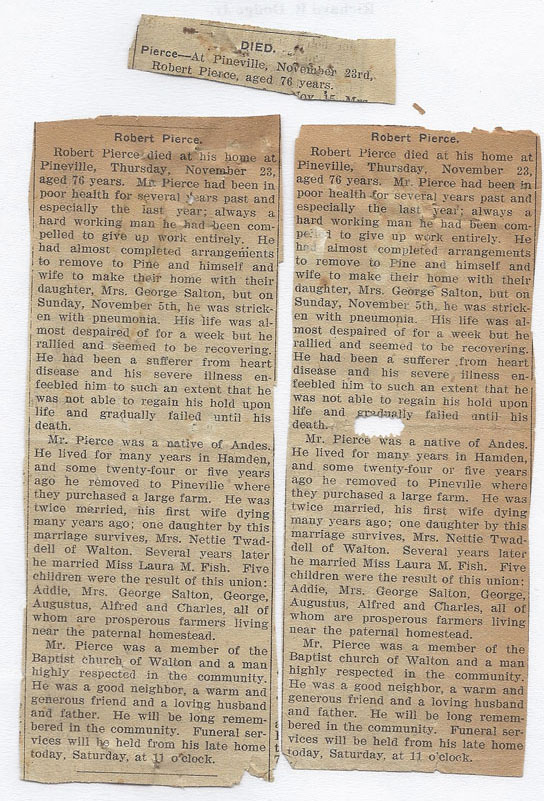 DIED.
Pierce—At Pineville, November 23rd,
Robert Pierce, aged 76 years.
Nov. 15, Mrs.
Robert Pierce.
Robert Pierce died at his home at
Pineville, Thursday, November 23,
aged 76 years. Mr. Pierce had been in
poor health for several years past and
especially the last year; always a
hard working man he had been com-
pelled to give up work entirely. He
had almost completed arrangements
to remove to Pine and himself and
wife to make their home with their
daughter, Mrs. George Salton, but on
Sunday, November 5th, he was strick-
en with pneumonia. His life was al-
most despaired of for a week but he
rallied and seemed to be recovering.
He had been a sufferer from heart
disease and his severe illness en-
feebled him to such an extent that he
was not able to regain his hold upon
life and gradually failed until his
death.
Mr. Pierce was a native of Andes.
He lived for many years in Hamden,
and some twenty-four or five years
ago he removed to Pineville where
they purchased a large farm. He was
twice married, his first wife dying
many years ago; one daughter by this
marriage survives, Mrs. Nettie Twad-
dell of Walton. Several years later
he married Miss Laura M. Fish. Five
children were the result of this union:
Addie, Mrs. George Salton, George,
Augustus, Alfred and Charles, all of
whom are prosperous farmers living
near the paternal homestead.
Mr. Pierce was a member of the
Baptist church of Walton and a man
highly respected in the community.
He was a good neighbor, a warm and
generous friend and a loving husband
and father. He will be long remem-
bered in the community. Funeral ser-
vices will be held from his late home
today, Saturday, at 11 o'clock.
Robert Pierce.
Robert Pierce died at his home at
Pineville, Thursday, November 23,
aged 76 years. Mr. Pierce had been in
poor health for several years past and
especially the last year; always a
hard working man he had been com-
to give up work entirely. He
had almost completed arrangements
to remove to Pine and himself and
wife to make their home with their
daughter, Mrs. George Salton, but on
Sunday, November 5th, he was strick-
en with pneumonia. His life was al-
most despaired of for a week but he
rallied and seemed to be recovering.
He had been a sufferer from heart
disease and his severe illness en-
feebled him to such an extent that he
was not able to regain his hold upon
life and gradually failed until his
death.
Mr. Pierce was a native of Andes.
He lived for many years in Hamden,
and some twenty-four or five years
ago he removed to Pineville where
they purchased a large farm. He was
twice married, his first wife dying
many years ago; one daughter by this
marriage survives, Mrs. Nettie Twad-
dell of Walton. Several years later
he married Miss Laura M. Fish. Five
children were the result of this union:
Addie, Mrs. George Salton, George,
Augustus, Alfred and Charles, all of
whom are prosperous farmers living
near the paternal homestead.
Mr. Pierce was a member of the
Baptist church of Walton and a man
highly respected in the community.
He was a good neighbor, a warm and
generous friend and a loving husband
and father. He will be long remem-
bered in the community. Funeral ser-
vices will be held from his late home
today, Saturday, at 11 o'clock.